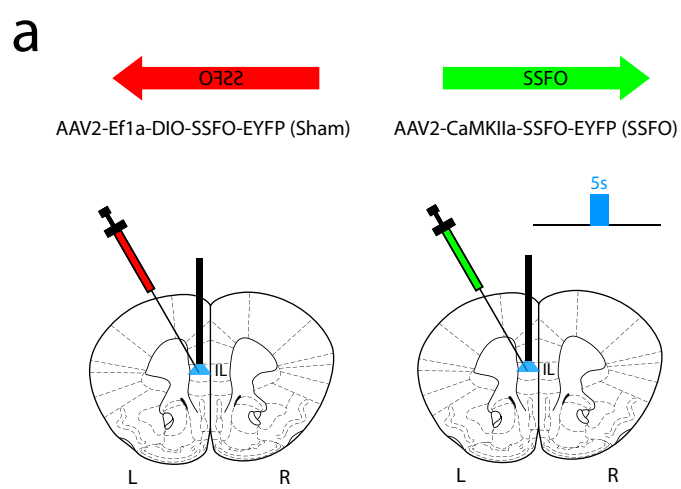 a
SSFO
SSFO
AAV2-Ef1a-DIO-SSFO-EYFP (Sham)
AAV2-CaMKIIa-SSFO-EYFP (SSFO)
5s
IL
IL
L
R
L
R